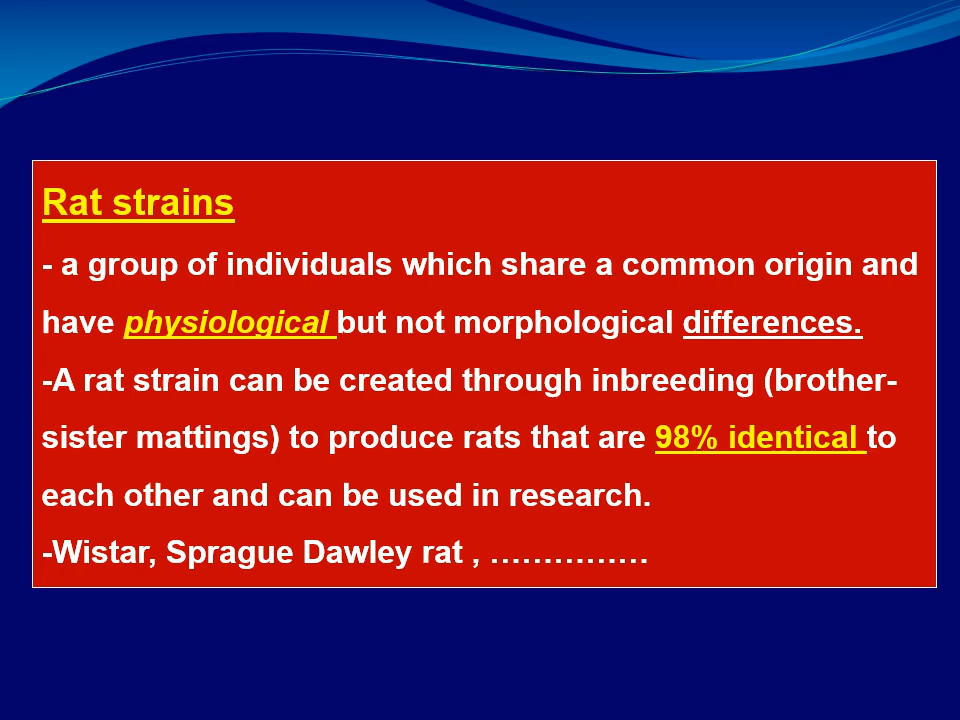 Rat strains
- a group of individuals which share a common origin and
have physiological but not morphological differences.
-A rat strain can be created through inbreeding (brother-
sister mattings) to produce rats that are 98% identical to
each other and can be used in research.
-Wistar, Sprague Dawley rat , ……………